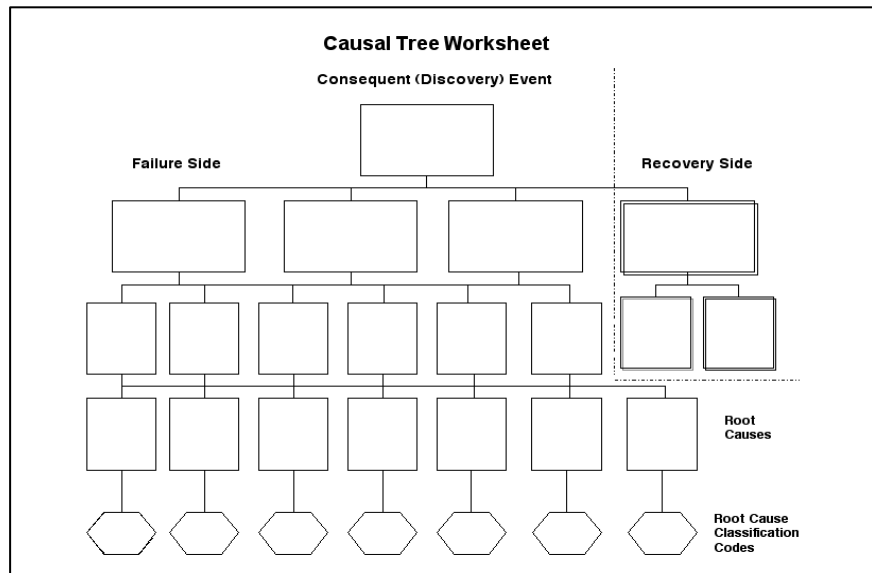 Causal Tree Worksheet
Consequent (Discovery) Event
Failure Side
Recovery Side
Root
Causes
Root Cause
Classification
Codes